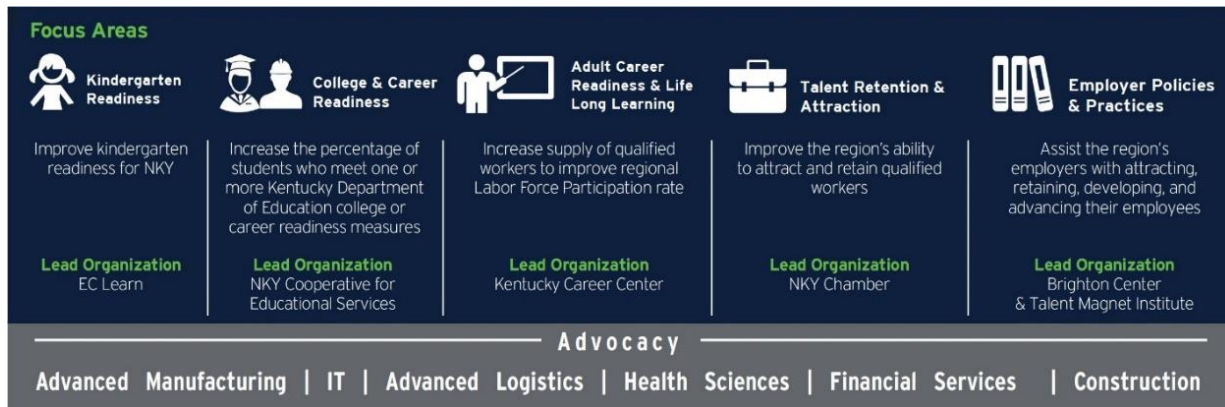 Focus Areas
Kindergarten
Readiness
Improve kindergarten
readiness for NKY
Lead Organization
EC Learn
College & Career
Readiness
Increase the percentage of
students who meet one or
more Kentucky Department
of Education college or
career readiness measures
Lead Organization
NKY Cooperative for
Educational Services
Adult Career
Readiness & Life
Long Learning
Increase supply of qualified
workers to improve regional
Labor Force Participation rate
Lead Organization
Kentucky Career Center
Talent Retention &
Attraction
Improve the region's ability
to attract and retain qualified
workers
Lead Organization
NKY Chamber
Employer Policies
& Practices
Assist the region's
employers with attracting,
retaining, developing, and
advancing their employees
Lead Organization
Brighton Center
& Talent Magnet Institute
Advocacy
Advanced Manufacturing | IT | Advanced Logistics | Health Sciences | Financial Services | Construction